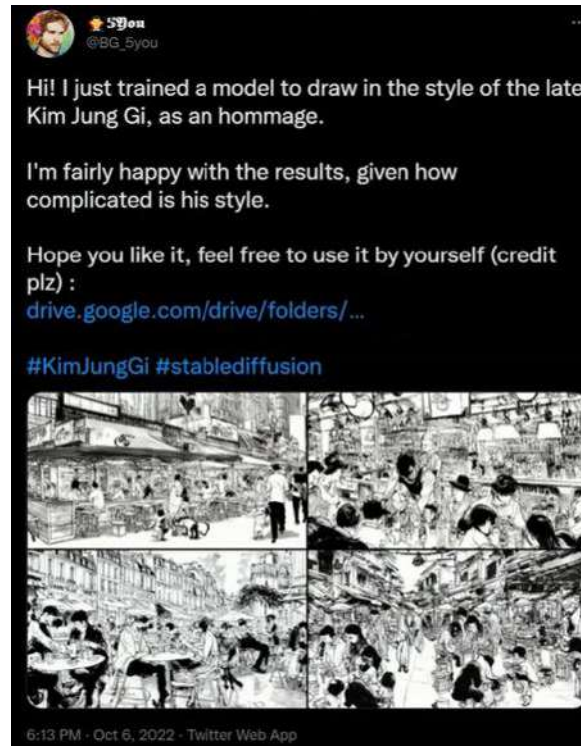 5𝖄𝖔𝖚
@BG_5you
Hi! I just trained a model to draw in the style of the late
Kim Jung Gi, as an hommage.
I'm fairly happy with the results, given how
complicated is his style.
Hope you like it, feel free to use it by yourself (credit
plz) :
drive.google.com/drive/folders/...
#KimJungGi #stablediffusion
6:13 PM · Oct 6, 2022 · Twitter Web App